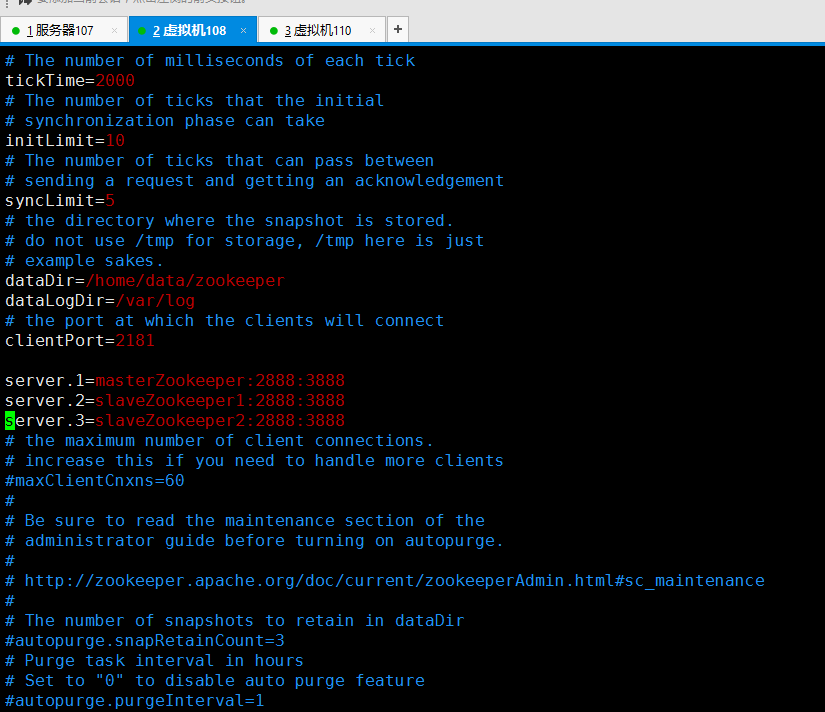 1 服务器107 ×
2 虚拟机108 ×
3 虚拟机110 ×
+
# The number of milliseconds of each tick
tickTime=2000
# The number of ticks that the initial
# synchronization phase can take
initLimit=10
# The number of ticks that can pass between
# sending a request and getting an acknowledgement
syncLimit=5
# the directory where the snapshot is stored.
# do not use /tmp for storage, /tmp here is just
# example sakes.
dataDir=/home/data/zookeeper
dataLogDir=/var/log
# the port at which the clients will connect
clientPort=2181
server.1=masterZookeeper:2888:3888
server.2=slaveZookeeper1:2888:3888
server.3=slaveZookeeper2:2888:3888
# the maximum number of client connections.
# increase this if you need to handle more clients
#maxClientCnxns=60
#
# Be sure to read the maintenance section of the
# administrator guide before turning on autopurge.
#
# http://zookeeper.apache.org/doc/current/zookeeperAdmin.html#sc_maintenance
#
# The number of snapshots to retain in dataDir
#autopurge.snapRetainCount=3
# Purge task interval in hours
# Set to "0" to disable auto purge feature
#autopurge.purgeInterval=1